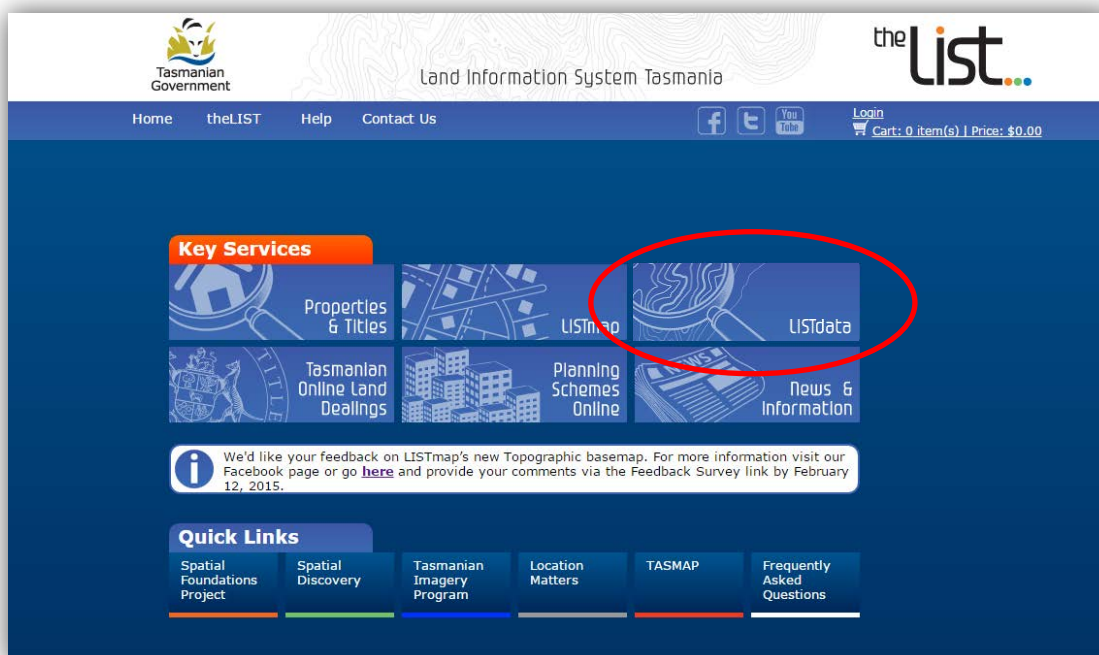 Tasmanian
Government
Land Information System Tasmania
the List...
Home theLIST Help Contact Us
You
Tube
Login
Cart: 0 item(s) | Price: $0.00
Key Services
Properties
& Titles
LISTmap
LISTdata
Tasmanian
Online Land
Dealings
TITLE
Planning
Schemes
Online
NEWS
News &
Information
We'd like your feedback on LISTmap's new Topographic basemap. For more information visit our
Facebook page or go here and provide your comments via the Feedback Survey link by February
12, 2015.
Quick Links
Spatial
Foundations
Project
Spatial
Discovery
Tasmanian
Imagery
Program
Location
Matters
TASMAP
Frequently
Asked
Questions